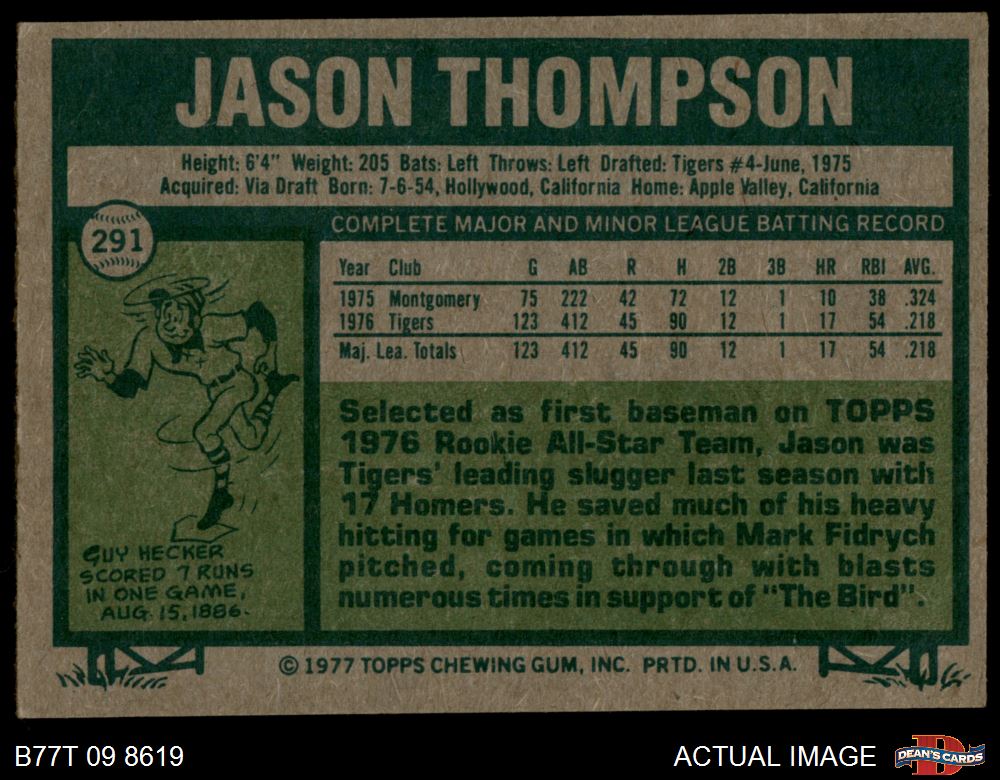 JASON THOMPSON
Height: 6'4" Weight: 205 Bats: Left Throws: Left Drafted: Tigers #4-June, 1975
Acquired: Via Draft Born: 7-6-54, Hollywood, California Home: Apple Valley, California
291
COMPLETE MAJOR AND MINOR LEAGUE BATTING RECORD
Year Club G AB R H 2B 3B HR RBI AVG.
1975 Montgomery 75 222 42 72 12 1 10 38 .324
1976 Tigers 123 412 45 90 12 1 17 54 .218
Maj. Lea. Totals 123 412 45 90 12 1 17 54 .218
Selected as first baseman on TOPPS
1976 Rookie All-Star Team, Jason was
Tigers' leading slugger last season with
17 Homers. He saved much of his heavy
hitting for games in which Mark Fidrych
pitched, coming through with blasts
numerous times in support of "The Bird".
GUY HECKER
SCORED 7 RUNS
IN ONE GAME,
AUG. 15, 1886.
© 1977 TOPPS CHEWING GUM, INC. PRTD. IN U.S.A.
B77T 09 8619
ACTUAL IMAGE
D
DEAN'S CARDS